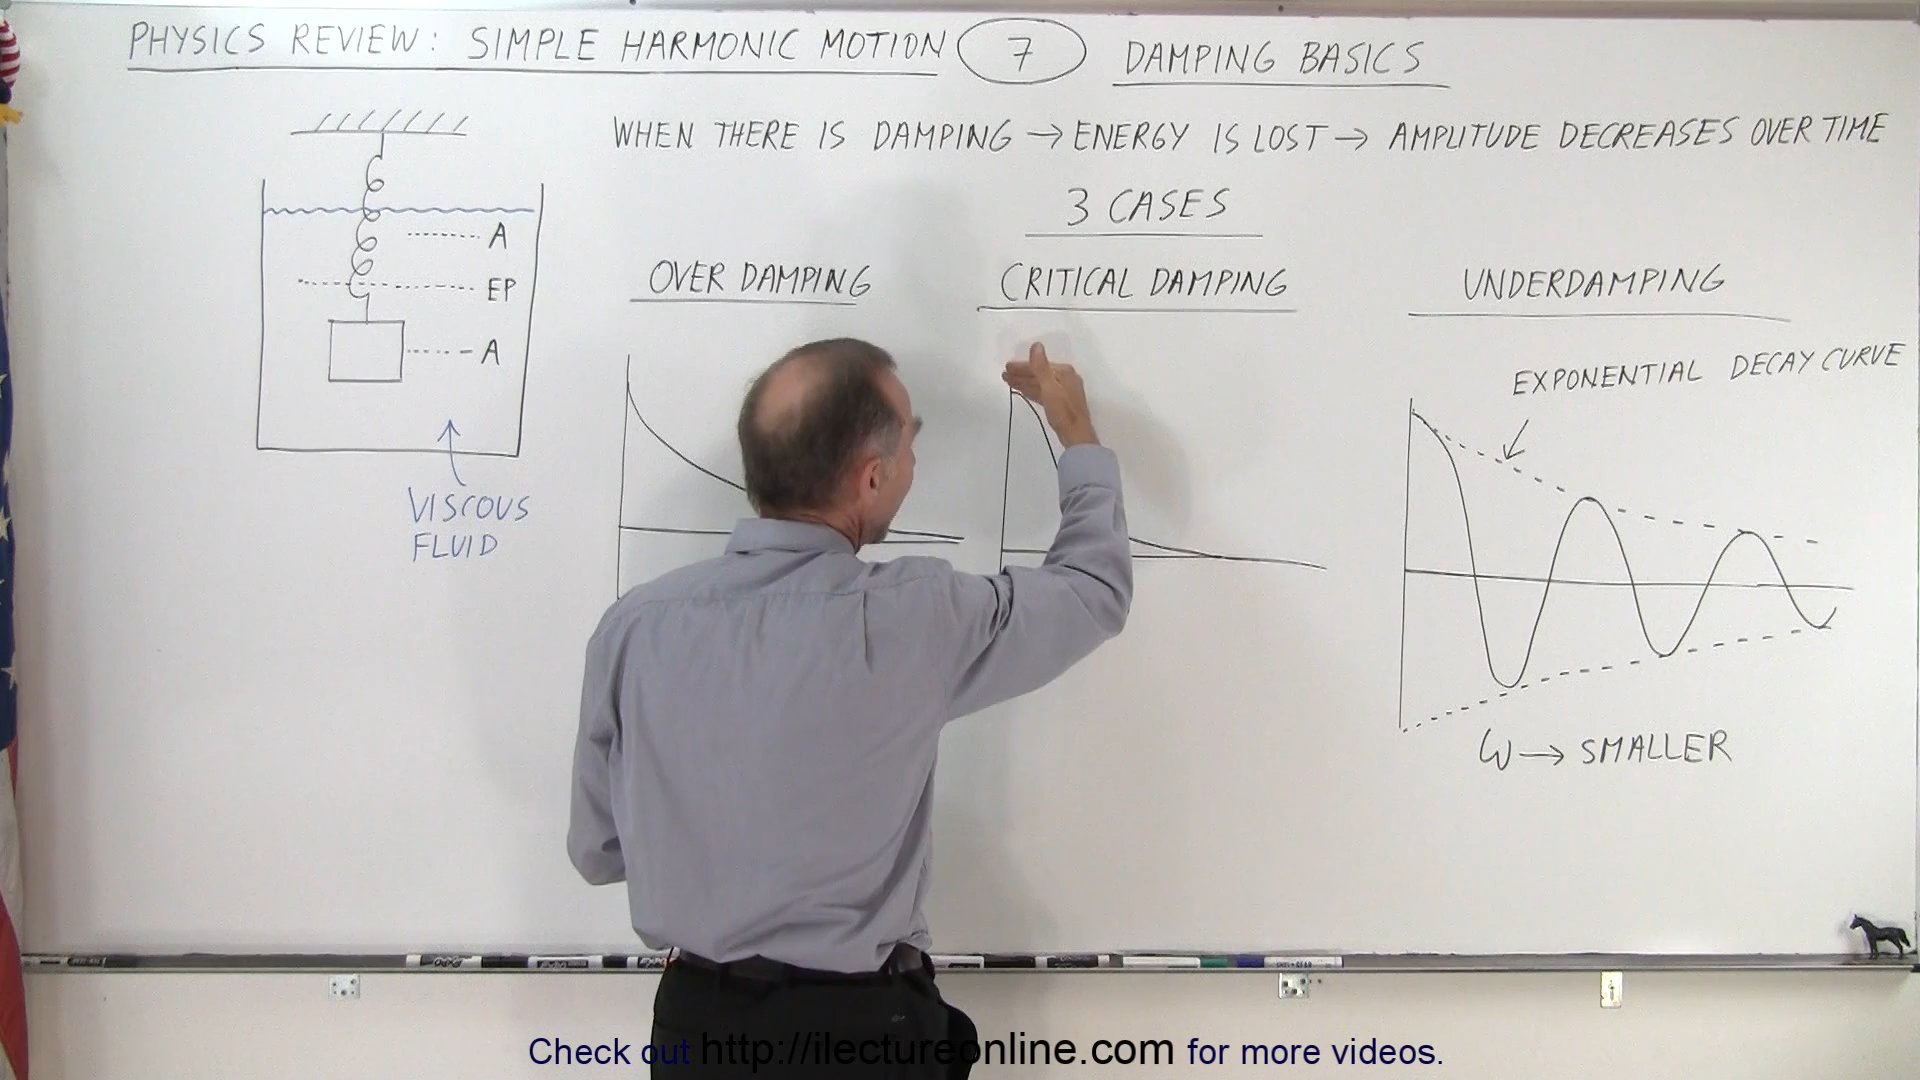 PHYSICS REVIEW: SIMPLE HARMONIC MOTION 7 DAMPING BASICS
WHEN THERE IS DAMPING → ENERGY IS LOST → AMPLITUDE DECREASES OVER TIME
3 CASES
A
EP
A
VISCOUS
FLUID
OVER DAMPING
CRITICAL DAMPING
UNDERDAMPING
EXPONENTIAL DECAY CURVE
ω → SMALLER
Check out http://ilectureonline.com for more videos.